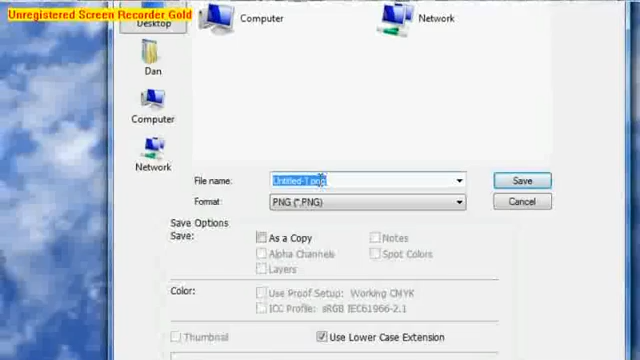 Unregistered Screen Recorder Gold
Desktop
Computer
Network
Dan
Computer
Network
File name:
Untitled-1.png
Save
Format:
PNG (*.PNG)
Cancel
Save Options
Save:
As a Copy
Notes
Alpha Channels
Spot Colors
Layers
Color:
Use Proof Setup: Working CMYK
ICC Profile: sRGB IEC61966-2.1
Thumbnail
Use Lower Case Extension